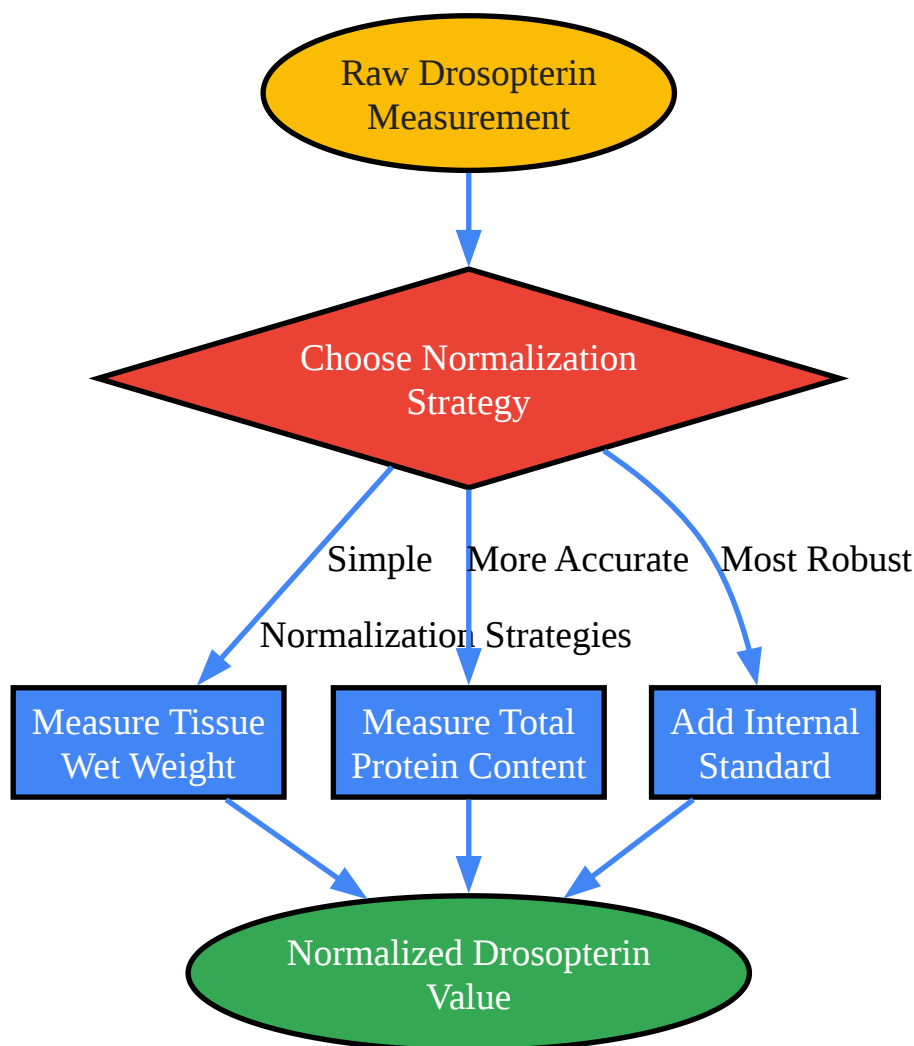 Raw Drosopterin
Measurement
Choose Normalization
Strategy
Simple
More Accurate
Most Robust
Normalization Strategies
Measure Tissue
Wet Weight
Measure Total
Protein Content
Add Internal
Standard
Normalized Drosopterin
Value